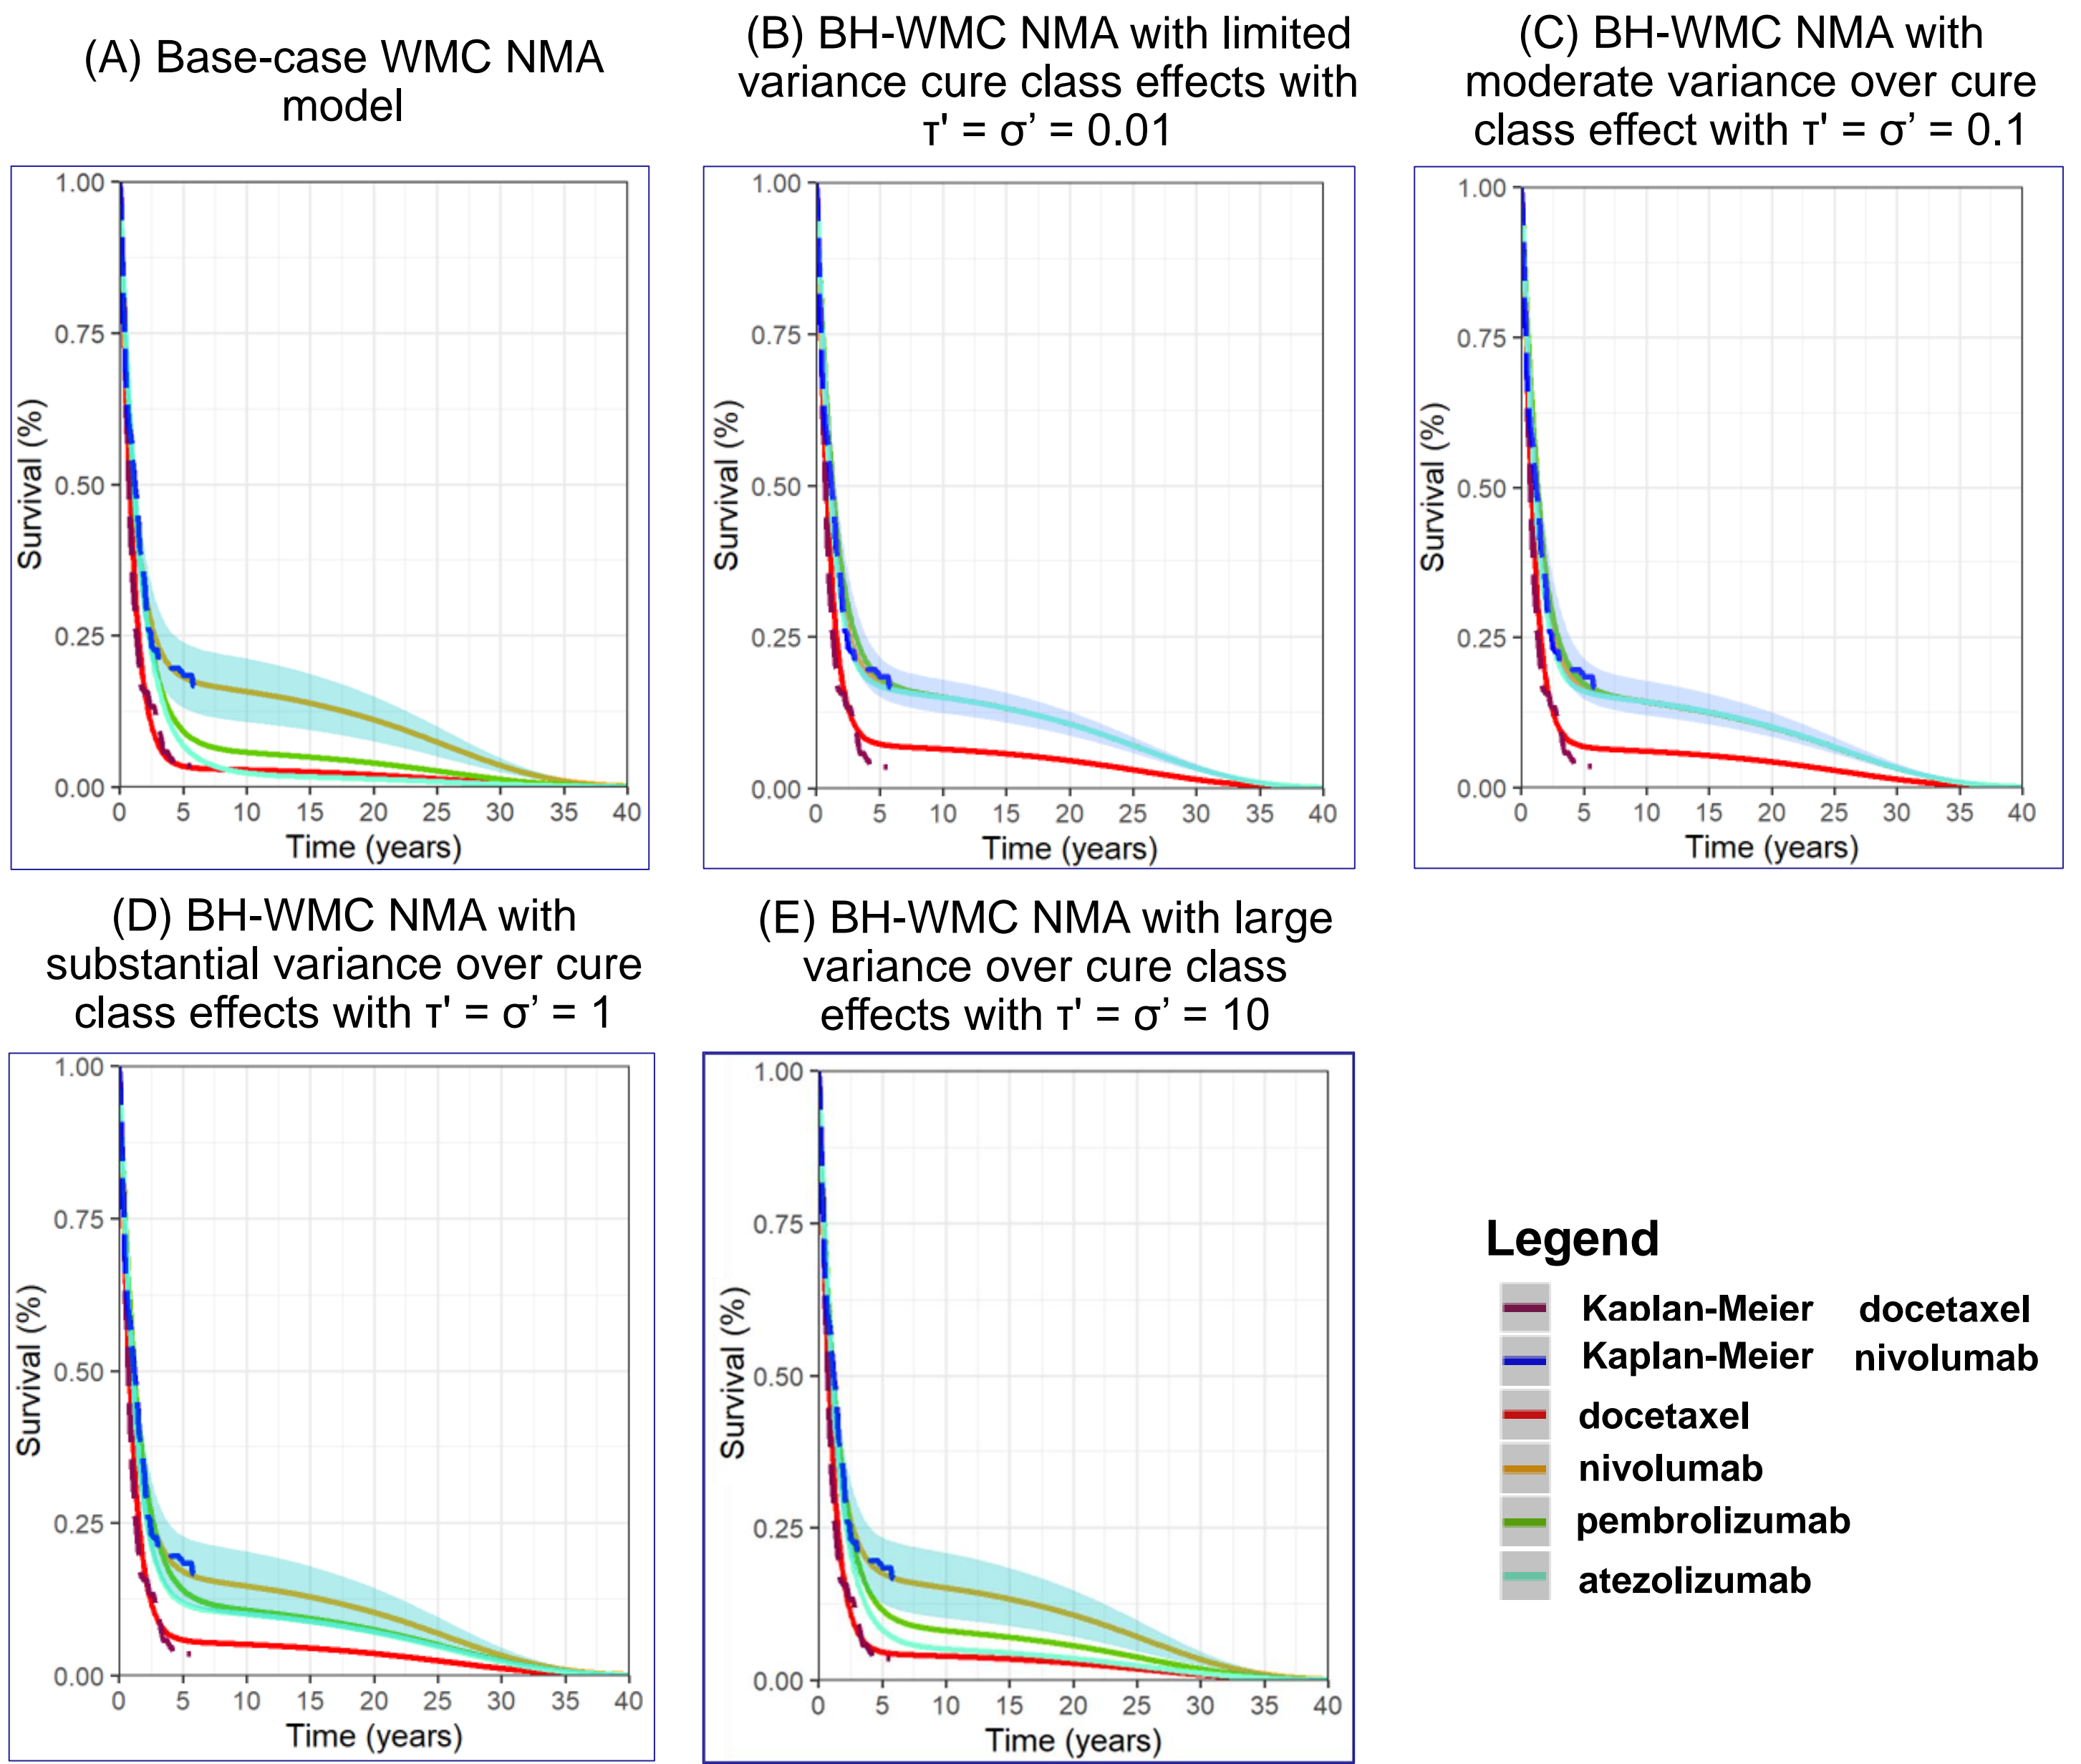 (A) Base-case WMC NMA
model
(B) BH-WMC NMA with limited
variance cure class effects with
τ' = σ’ = 0.01
(C) BH-WMC NMA with
moderate variance over cure
class effect with τ' = σ’ = 0.1
1.00
0.75
0.50
0.25
0.00
Survival (%)
0 5 10 15 20 25 30 35 40
Time (years)
1.00
0.75
0.50
0.25
0.00
Survival (%)
0 5 10 15 20 25 30 35 40
Time (years)
1.00
0.75
0.50
0.25
0.00
Survival (%)
0 5 10 15 20 25 30 35 40
Time (years)
(D) BH-WMC NMA with
substantial variance over cure
class effects with τ' = σ’ = 1
(E) BH-WMC NMA with large
variance over cure class
effects with τ' = σ’ = 10
1.00
0.75
0.50
0.25
0.00
Survival (%)
0 5 10 15 20 25 30 35 40
Time (years)
1.00
0.75
0.50
0.25
0.00
Survival (%)
0 5 10 15 20 25 30 35 40
Time (years)
Legend
Kaplan-Meier docetaxel
Kaplan-Meier nivolumab
docetaxel
nivolumab
pembrolizumab
atezolizumab